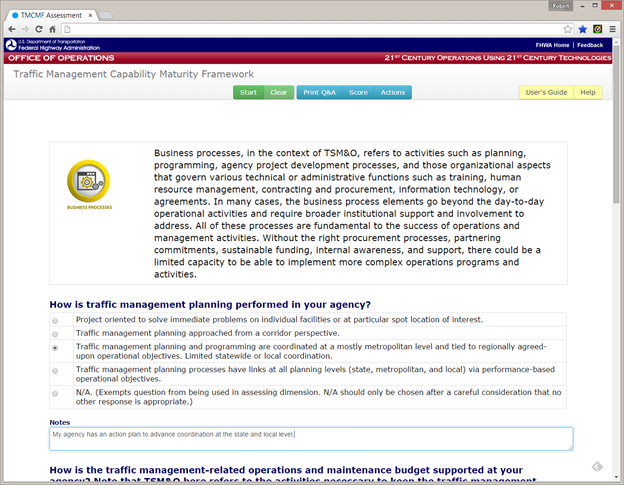 Robert
TMCMF Assessment
U.S. Department of Transportation
Federal Highway Administration
FHWA Home | Feedback
OFFICE OF OPERATIONS
21ST CENTURY OPERATIONS USING 21ST CENTURY TECHNOLOGIES
Traffic Management Capability Maturity Framework
Start Clear Print Q&A Score Actions User's Guide Help
Business processes, in the context of TSM&O, refers to activities such as planning,
programming, agency project development processes, and those organizational aspects
that govern various technical or administrative functions such as training, human
resource management, contracting and procurement, information technology, or
agreements. In many cases, the business process elements go beyond the day-to-day
operational activities and require broader institutional support and involvement to
address. All of these processes are fundamental to the success of operations and
management activities. Without the right procurement processes, partnering
commitments, sustainable funding, internal awareness, and support, there could be a
limited capacity to be able to implement more complex operations programs and
activities.
BUSINESS PROCESSES
How is traffic management planning performed in your agency?
Project oriented to solve immediate problems on individual facilities or at particular spot location of interest.
Traffic management planning approached from a corridor perspective.
Traffic management planning and programming are coordinated at a mostly metropolitan level and tied to regionally agreed-
upon operational objectives. Limited statewide or local coordination.
Traffic management planning processes have links at all planning levels (state, metropolitan, and local) via performance-based
operational objectives.
N/A. (Exempts question from being used in assessing dimension. N/A should only be chosen after a careful consideration that no
other response is appropriate.)
Notes
My agency has an action plan to advance coordination at the state and local level.
How is the traffic management-related operations and maintenance budget supported at your
agency? Note that TSM&O here refers to the activities necessary to keep the traffic management